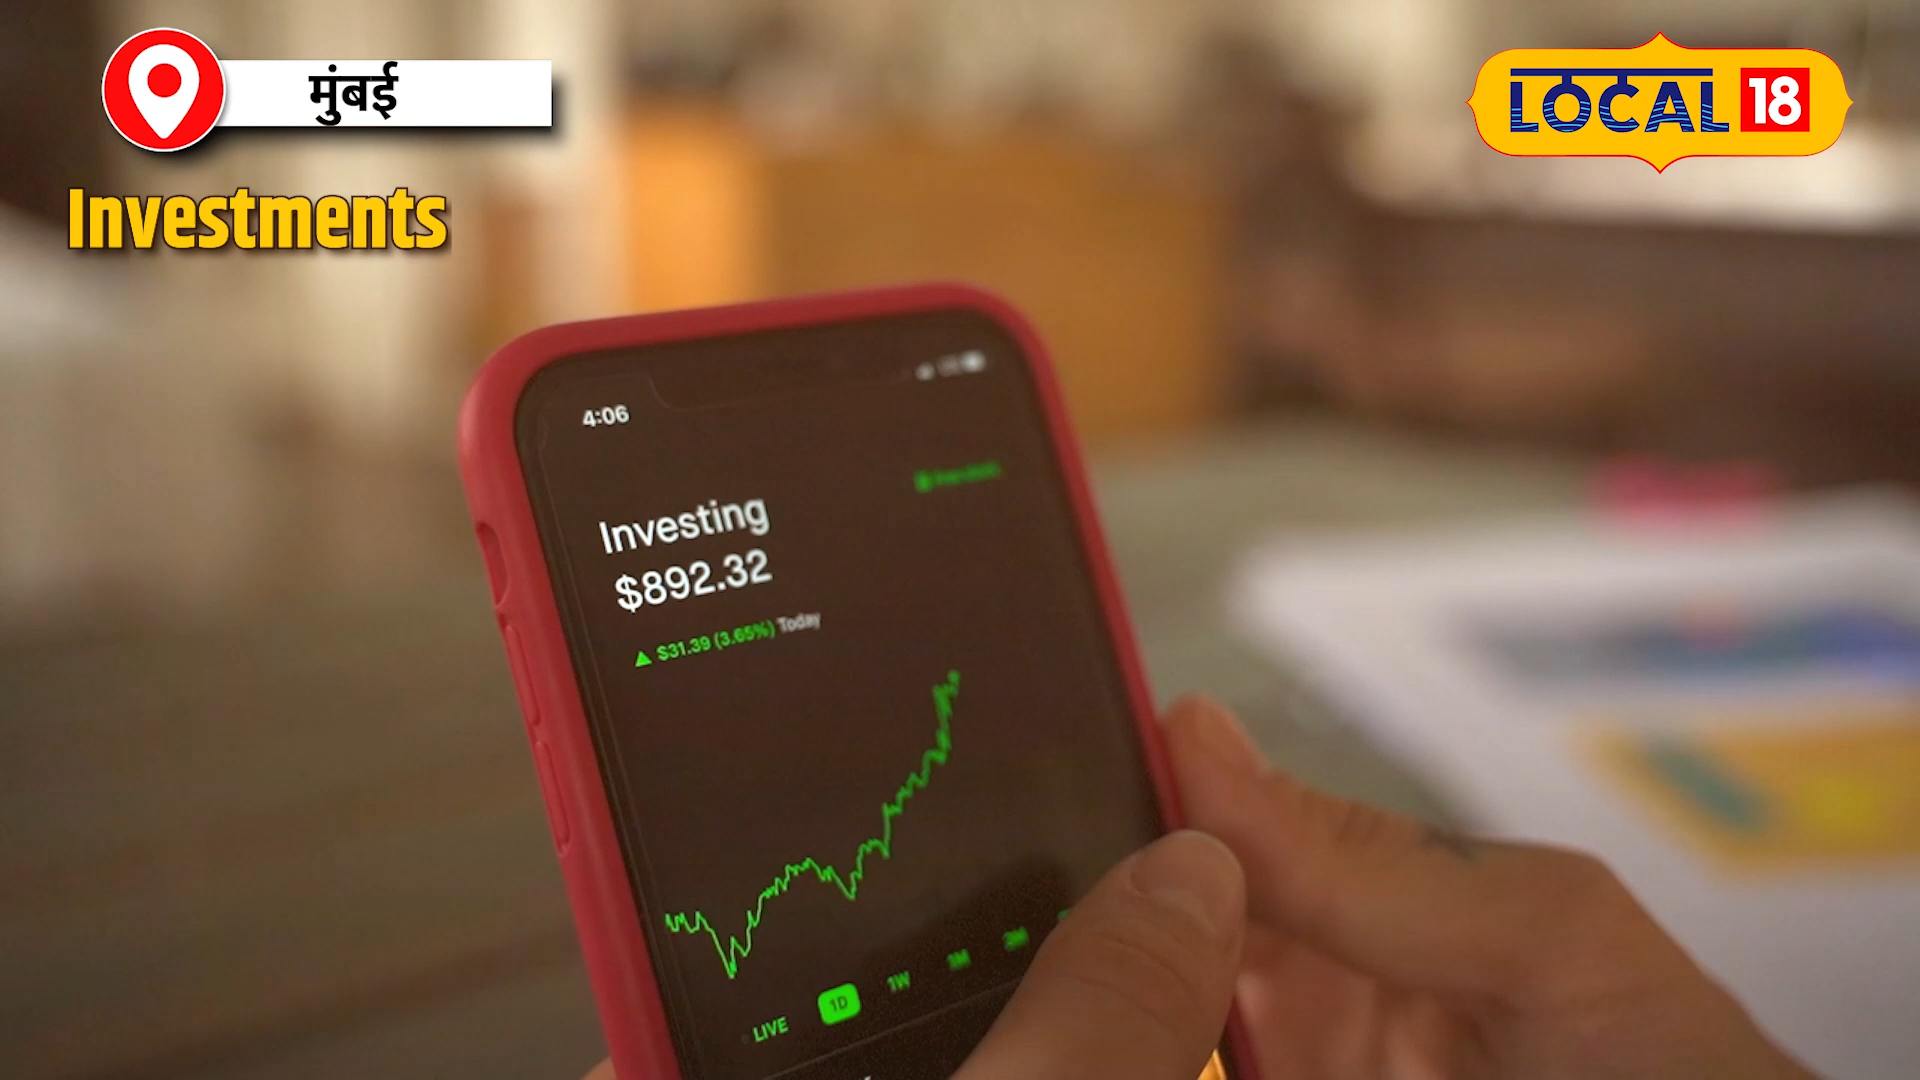 मुंबई
LOCAL 18
Investments
4:06
Investing
$892.32
▲ $31.39 (3.65%) Today
LIVE 1D 1W 1M 3M